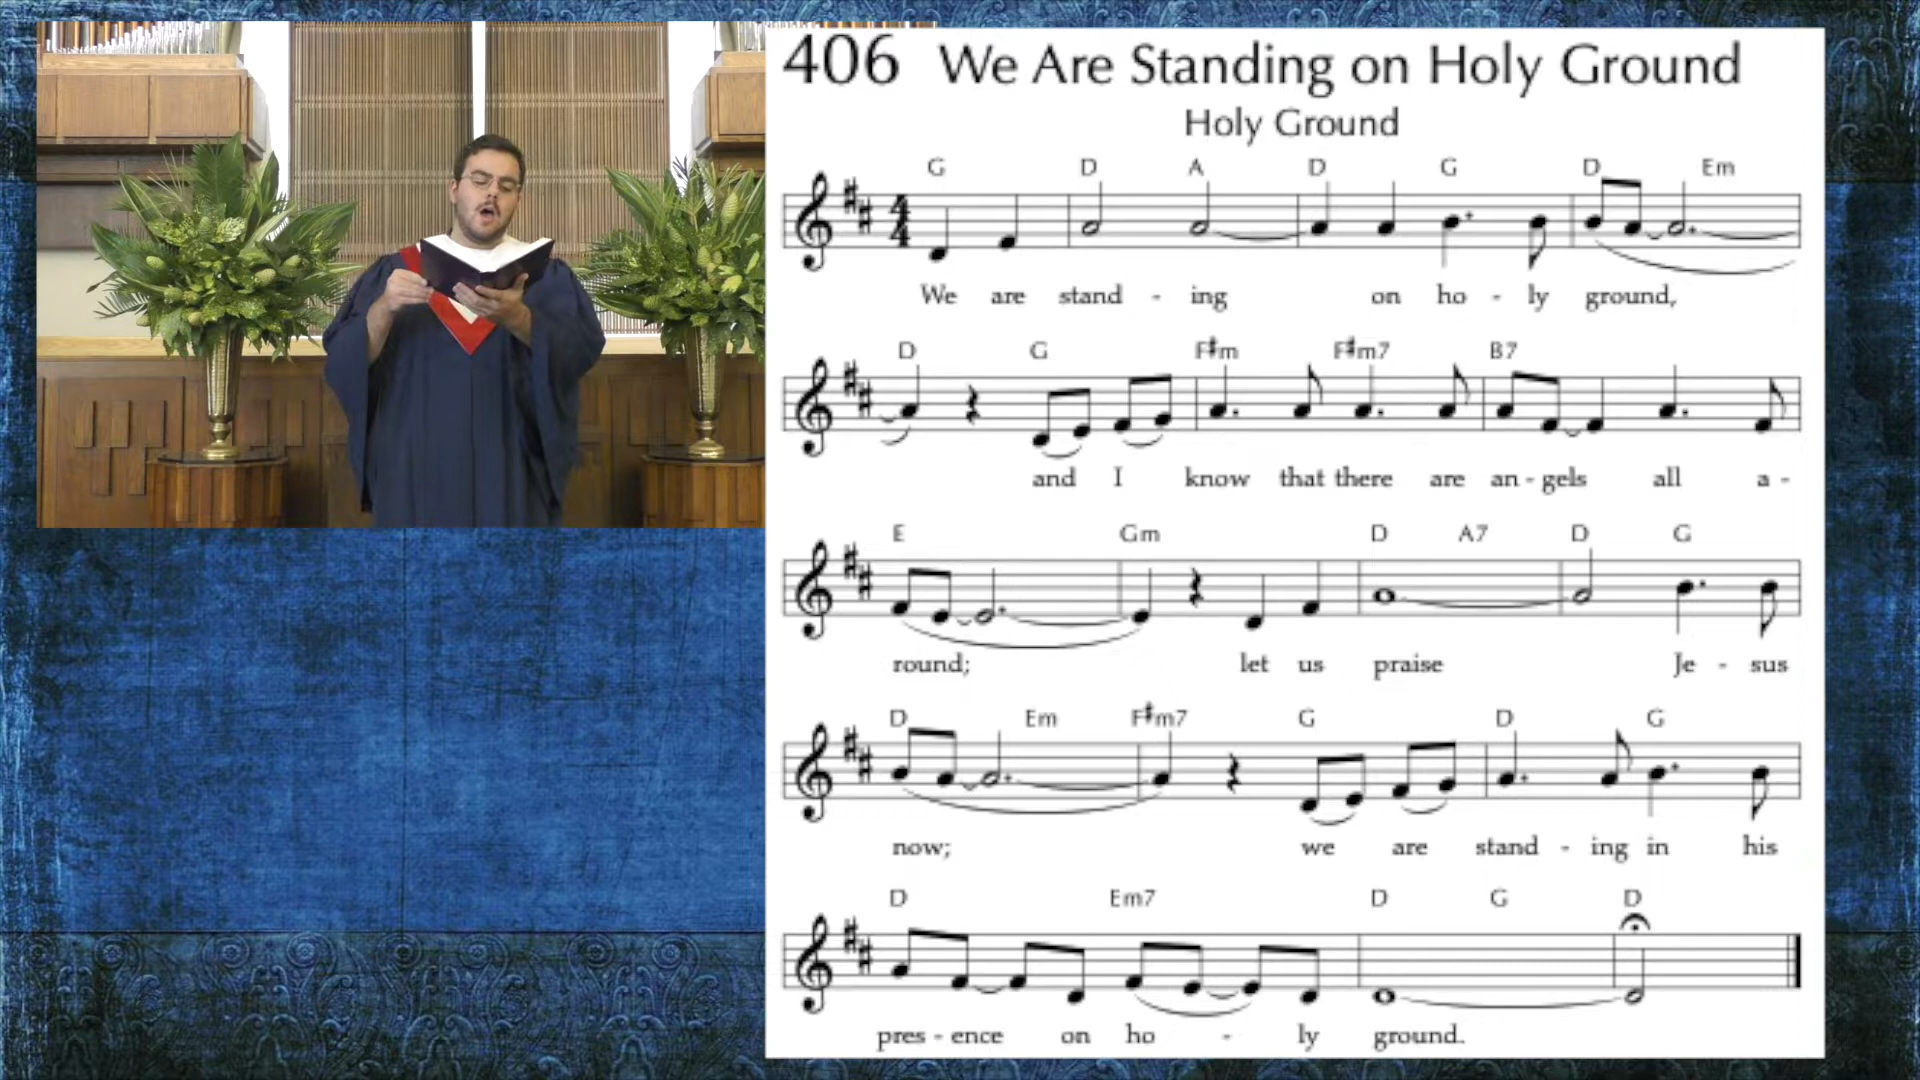 406 We Are Standing on Holy Ground
Holy Ground
G D A D G D Em
We are stand - ing on ho - ly ground,
D G F#m F#m7 B7
and I know that there are an - gels all a -
E Gm D A7 D G
round; let us praise Je - sus
D Em F#m7 G D G
now; we are stand - ing in his
D Em7 D G D
pres - ence on ho - ly ground.